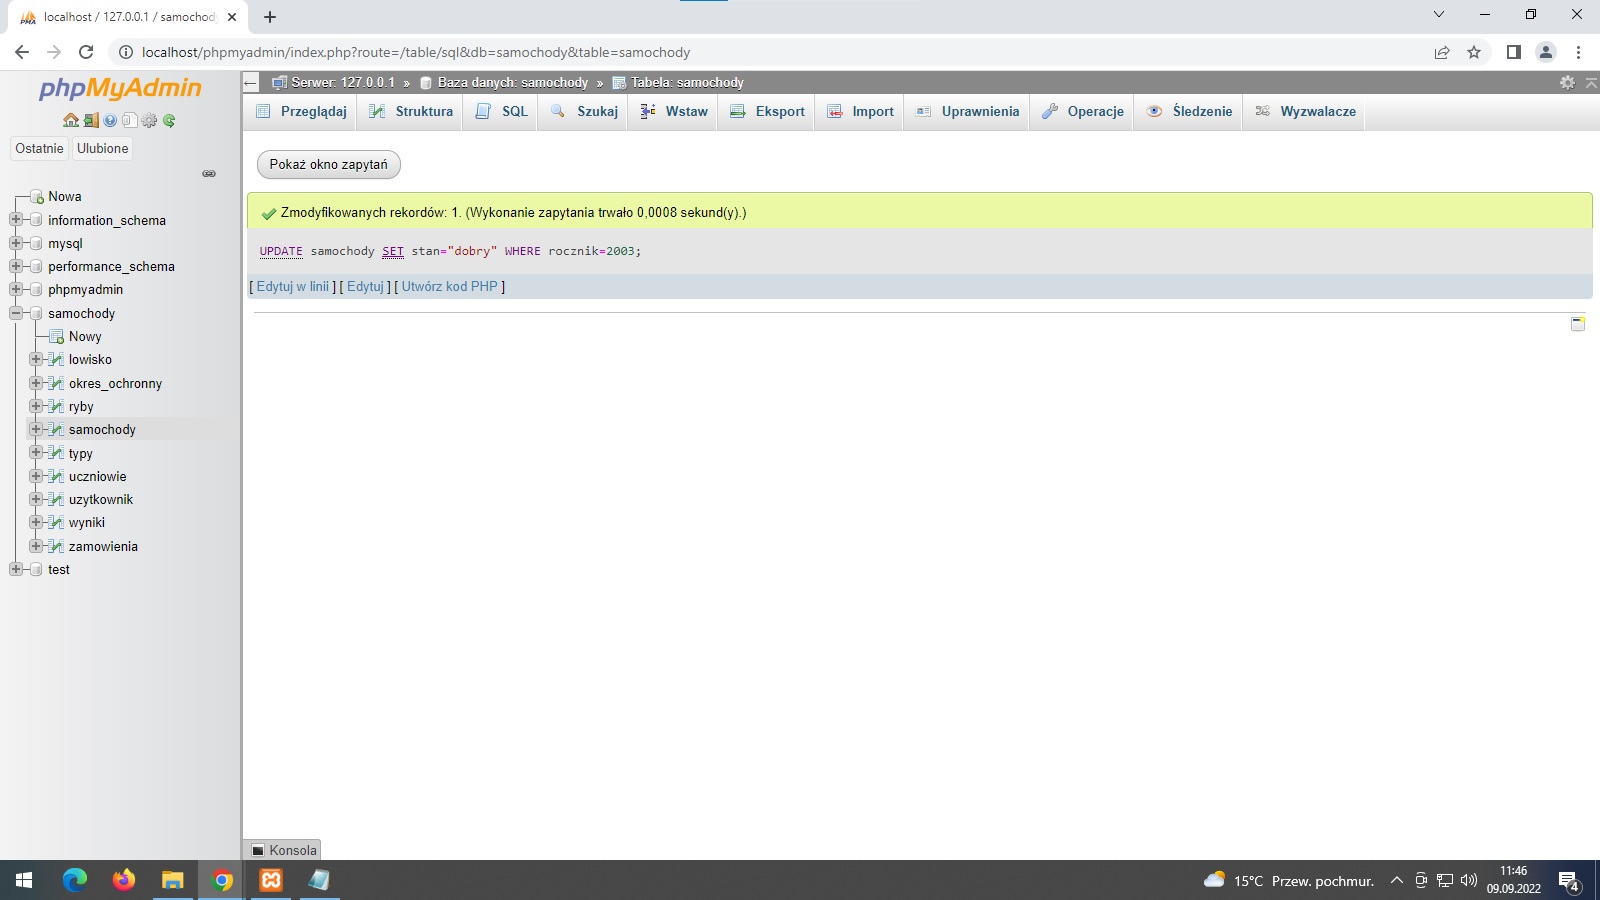 localhost / 127.0.0.1 / samochody
localhost/phpmyadmin/index.php?route=/table/sql&db=samochody&table=samochody
phpMyAdmin
Ostatnie Ulubione
Nowa
information_schema
mysql
performance_schema
phpmyadmin
samochody
Nowy
lowisko
okres_ochronny
ryby
samochody
typy
uczniowie
uzytkownik
wyniki
zamowienia
test
Serwer: 127.0.0.1 » Baza danych: samochody » Tabela: samochody
Przeglądaj Struktura SQL Szukaj Wstaw Eksport Import Uprawnienia Operacje Śledzenie Wyzwalacze
Pokaż okno zapytań
Zmodyfikowanych rekordów: 1. (Wykonanie zapytania trwało 0,0008 sekund(y).)
UPDATE samochody SET stan="dobry" WHERE rocznik=2003;
[ Edytuj w linii ] [ Edytuj ] [ Utwórz kod PHP ]
Konsola
15°C Przew. pochmur.
11:46
09.09.2022
4